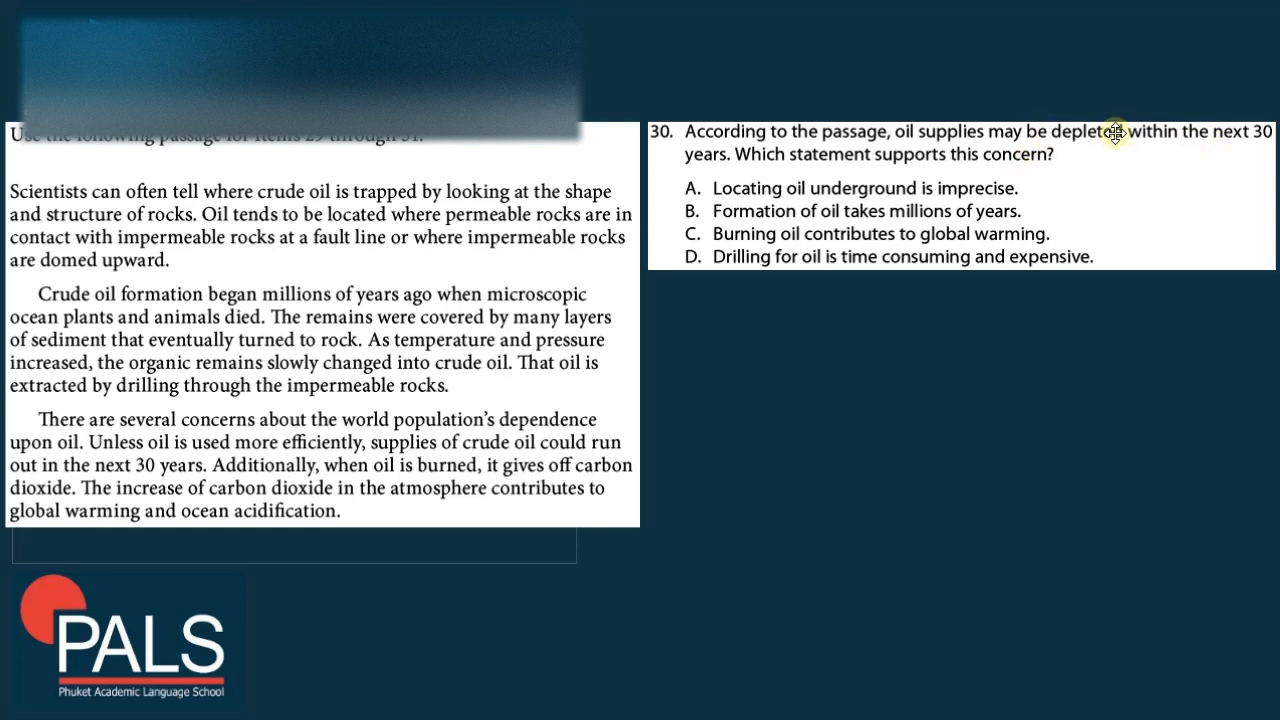 Use the following passage for Items 29 through 31.
Scientists can often tell where crude oil is trapped by looking at the shape
and structure of rocks. Oil tends to be located where permeable rocks are in
contact with impermeable rocks at a fault line or where impermeable rocks
are domed upward.
Crude oil formation began millions of years ago when microscopic
ocean plants and animals died. The remains were covered by many layers
of sediment that eventually turned to rock. As temperature and pressure
increased, the organic remains slowly changed into crude oil. That oil is
extracted by drilling through the impermeable rocks.
There are several concerns about the world population's dependence
upon oil. Unless oil is used more efficiently, supplies of crude oil could run
out in the next 30 years. Additionally, when oil is burned, it gives off carbon
dioxide. The increase of carbon dioxide in the atmosphere contributes to
global warming and ocean acidification.
30. According to the passage, oil supplies may be depleted within the next 30
years. Which statement supports this concern?
A. Locating oil underground is imprecise.
B. Formation of oil takes millions of years.
C. Burning oil contributes to global warming.
D. Drilling for oil is time consuming and expensive.
PALS
Phuket Academic Language School